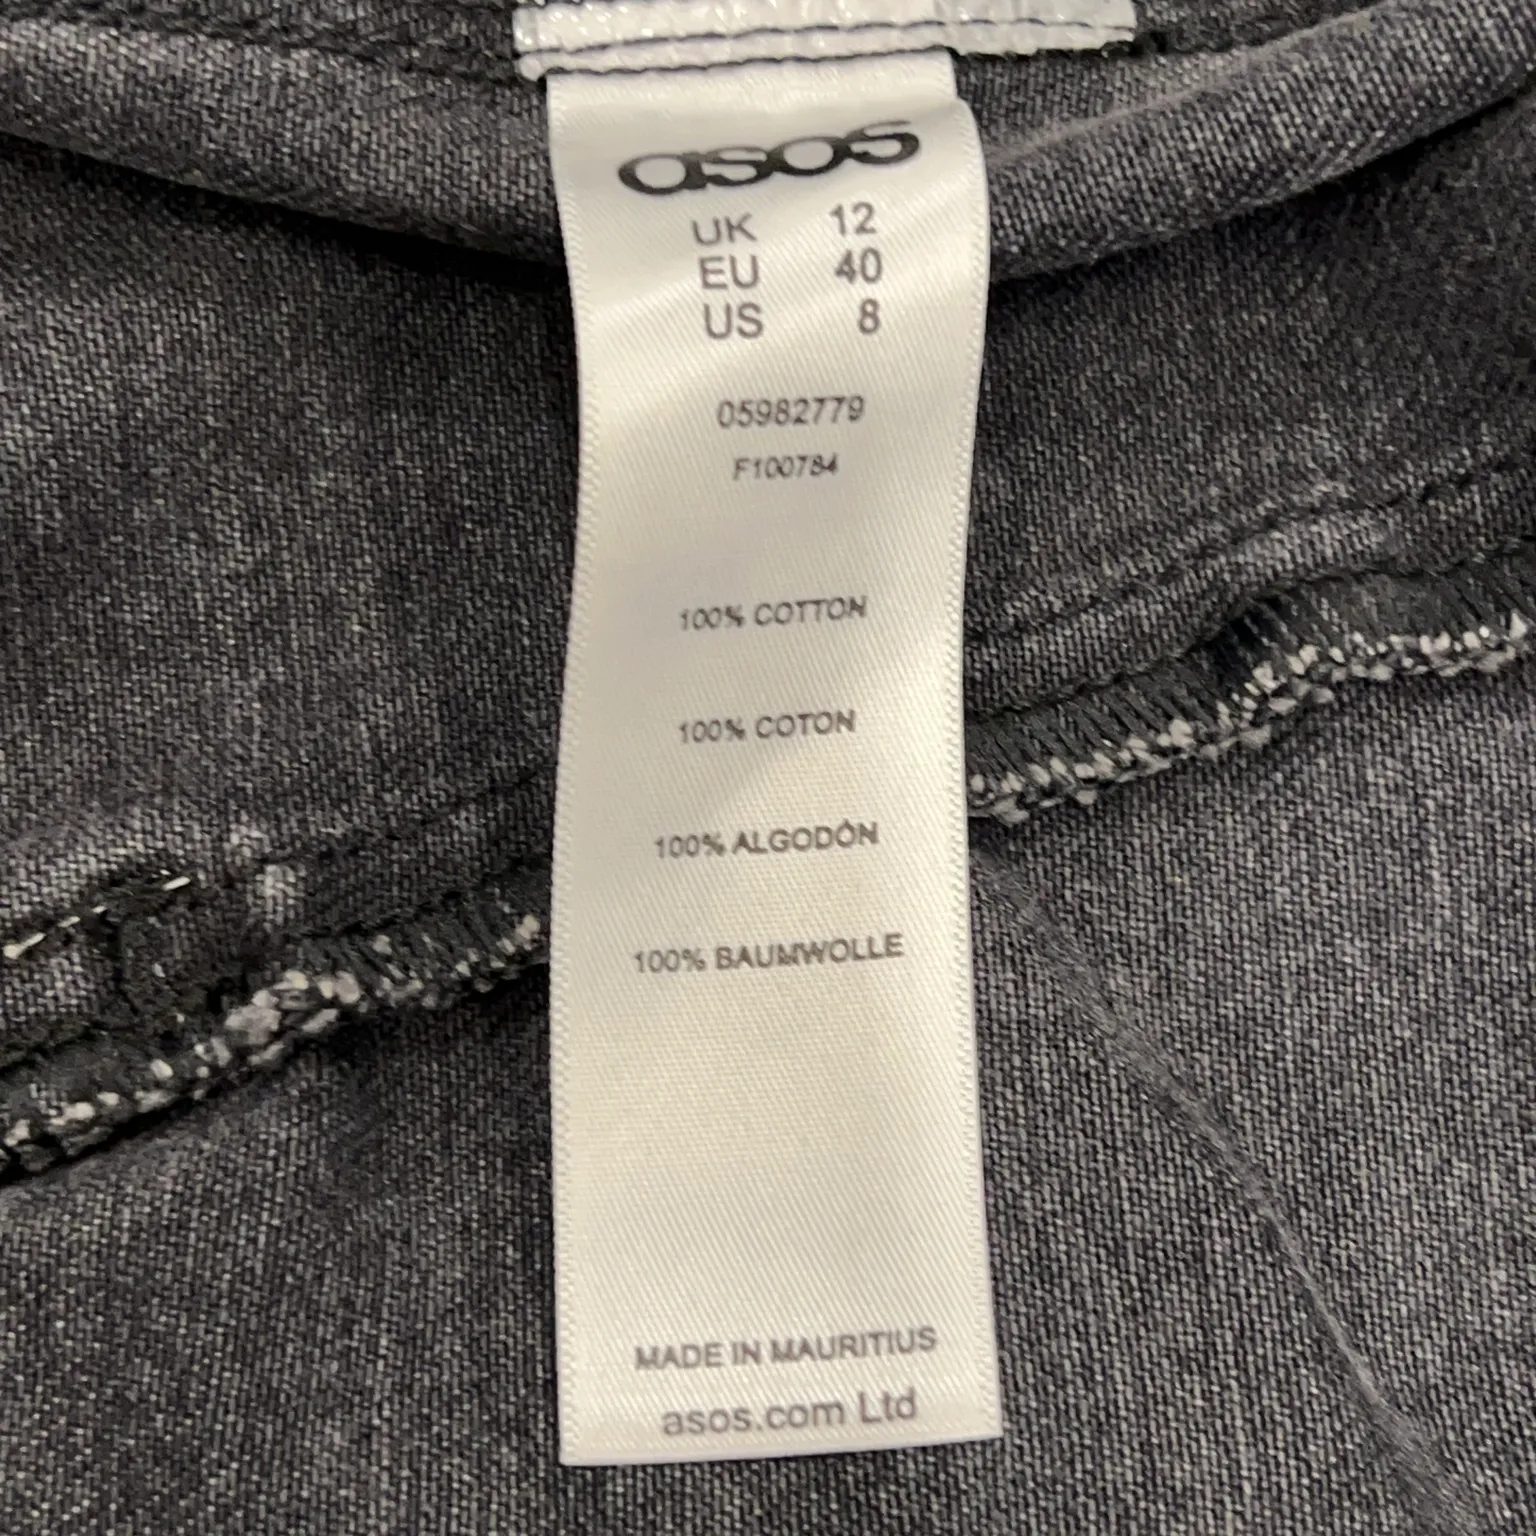 asos
UK 12
EU 40
US 8
05982779
F100784
100% COTTON
100% COTON
100% ALGODÓN
100% BAUMWOLLE
MADE IN MAURITIUS
asos.com Ltd